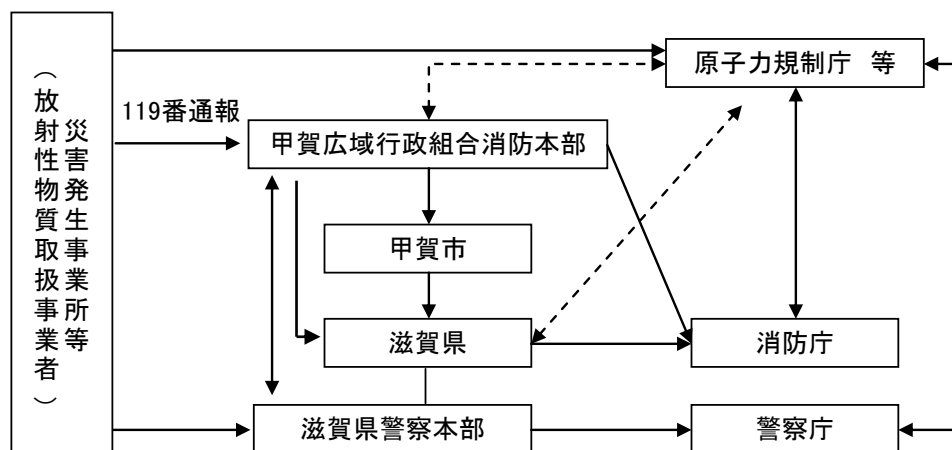 災害発生事業所等
（放射性物質取扱事業者）
119番通報
原子力規制庁　等
甲賀広域行政組合消防本部
甲賀市
滋賀県
消防庁
滋賀県警察本部
警察庁